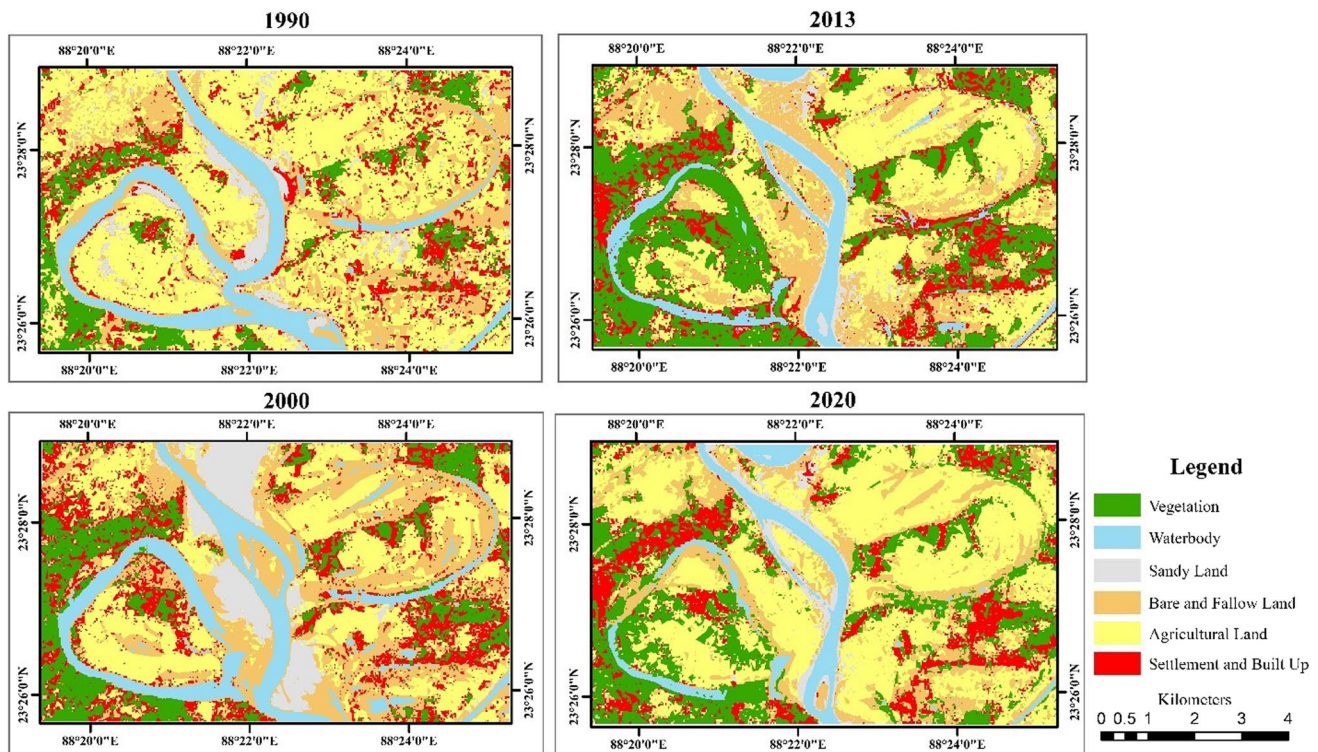 1990
88°20'0"E 88°22'0"E 88°24'0"E
23°28'0"N
23°28'0"N
23°26'0"N
23°26'0"N
88°20'0"E 88°22'0"E 88°24'0"E
2013
88°20'0"E 88°22'0"E 88°24'0"E
23°28'0"N
23°28'0"N
23°26'0"N
23°26'0"N
88°20'0"E 88°22'0"E 88°24'0"E
2000
88°20'0"E 88°22'0"E 88°24'0"E
23°28'0"N
23°28'0"N
23°26'0"N
23°26'0"N
88°20'0"E 88°22'0"E 88°24'0"E
2020
88°20'0"E 88°22'0"E 88°24'0"E
23°28'0"N
23°28'0"N
23°26'0"N
23°26'0"N
88°20'0"E 88°22'0"E 88°24'0"E
Legend
Vegetation
Waterbody
Sandy Land
Bare and Fallow Land
Agricultural Land
Settlement and Built Up
Kilometers
0 0.5 1 2 3 4